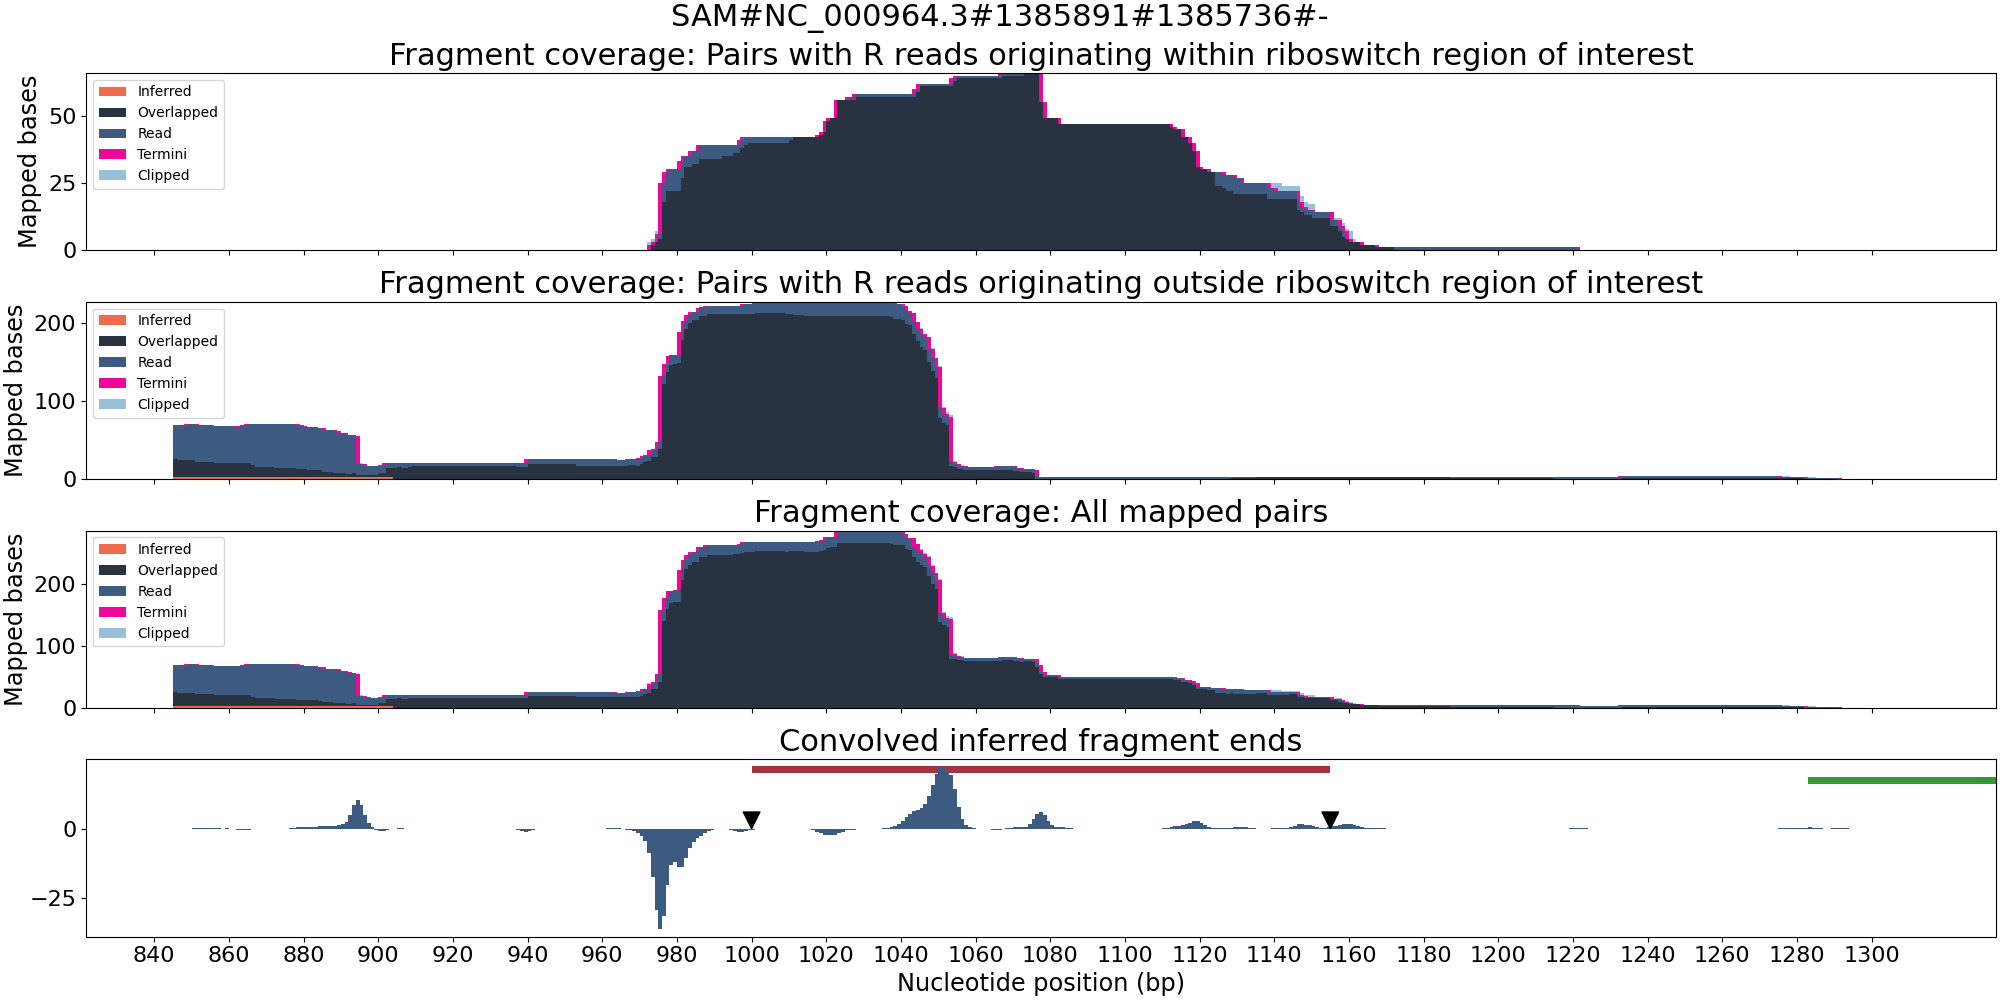 SAM#NC_000964.3#1385891#1385736#-
Fragment coverage: Pairs with R reads originating within riboswitch region of interest
Mapped bases
50
25
0
Inferred
Overlapped
Read
Termini
Clipped
Fragment coverage: Pairs with R reads originating outside riboswitch region of interest
Mapped bases
200
100
0
Inferred
Overlapped
Read
Termini
Clipped
Fragment coverage: All mapped pairs
Mapped bases
200
100
0
Inferred
Overlapped
Read
Termini
Clipped
Convolved inferred fragment ends
0
−25
840 860 880 900 920 940 960 980 1000 1020 1040 1060 1080 1100 1120 1140 1160 1180 1200 1220 1240 1260 1280 1300
Nucleotide position (bp)